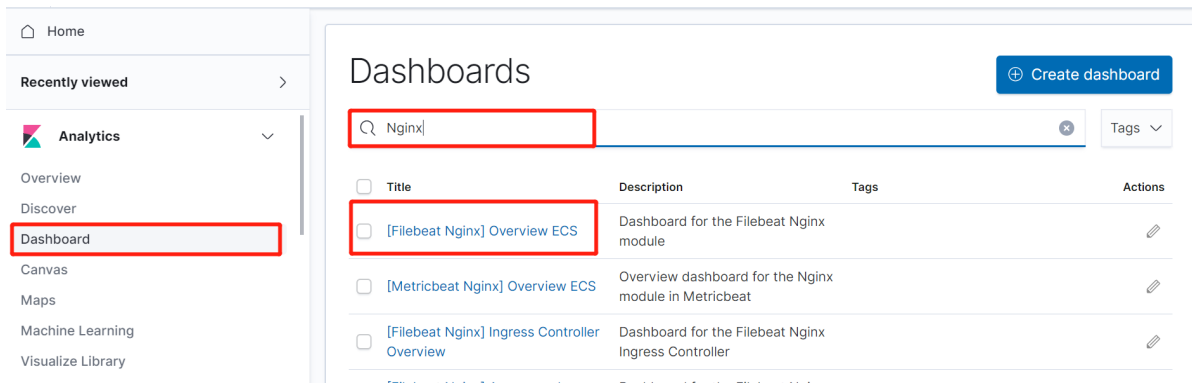 Home
Recently viewed
Analytics
Overview
Discover
Dashboard
Canvas
Maps
Machine Learning
Visualize Library
Dashboards
Create dashboard
Nginx
Tags
Title Description Tags Actions
[Filebeat Nginx] Overview ECS
Dashboard for the Filebeat Nginx
module
[Metricbeat Nginx] Overview ECS
Overview dashboard for the Nginx
module in Metricbeat
[Filebeat Nginx] Ingress Controller
Overview
Dashboard for the Filebeat Nginx
Ingress Controller